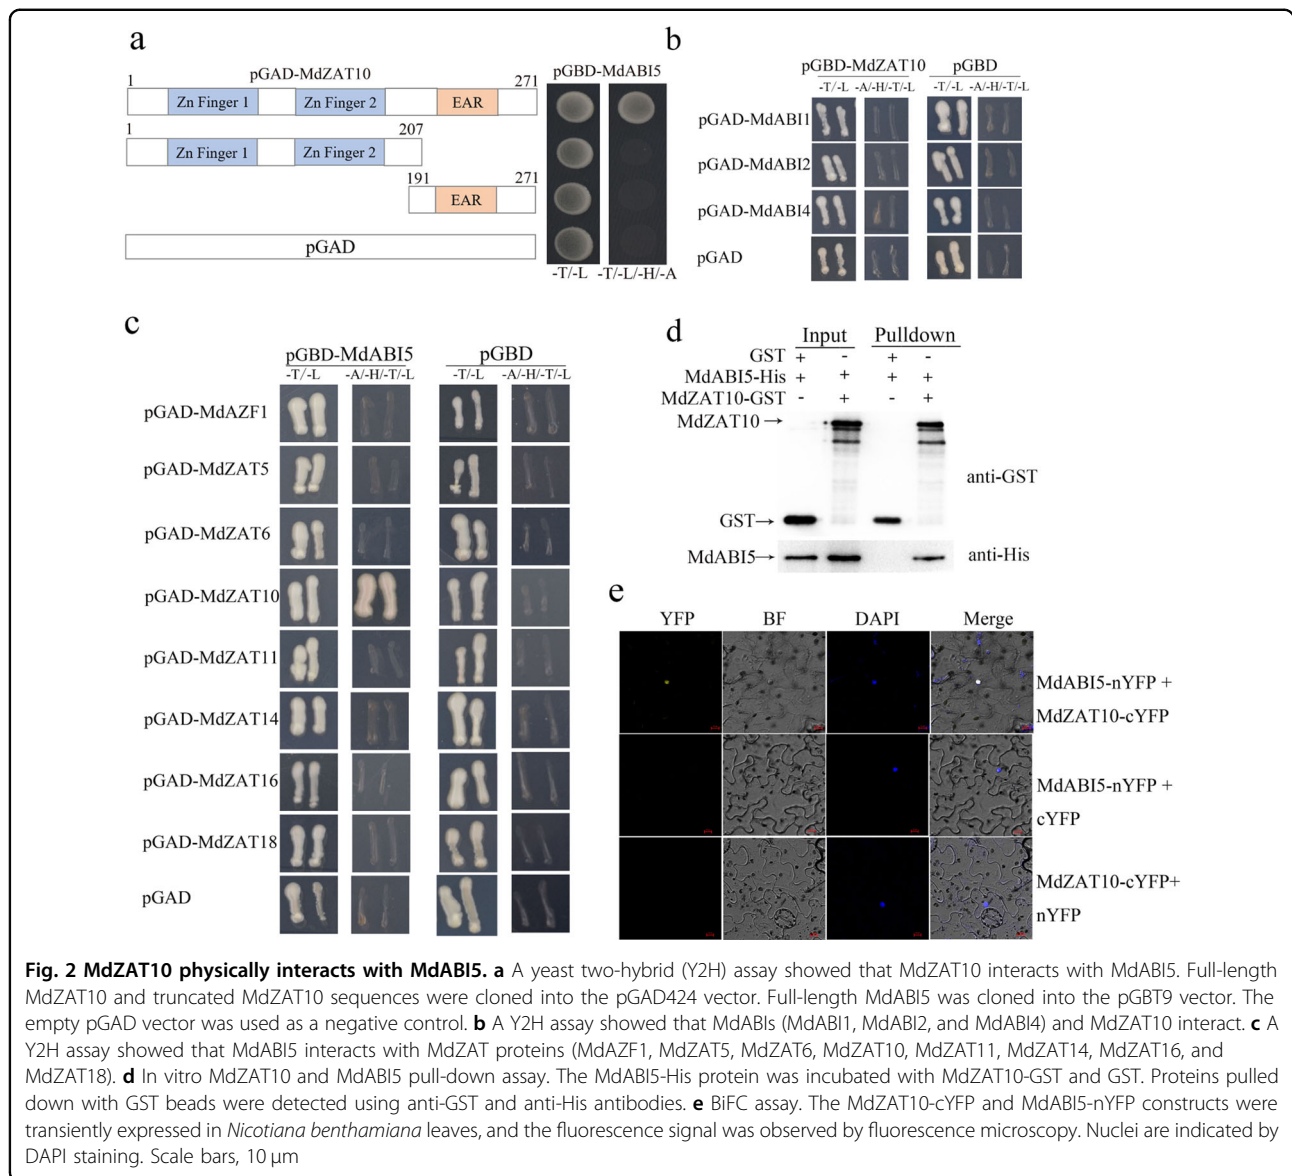 a
pGAD-MdZAT10
pGBD-MdABI5
1
271
Zn Finger 1
Zn Finger 2
EAR
1
207
Zn Finger 1
Zn Finger 2
191
271
EAR
pGAD
-T/-L
-T/-L/-H/-A
b
pGBD-MdZAT10
pGBD
-T/-L
-A/-H/-T/-L
-T/-L
-A/-H/-T/-L
pGAD-MdABI1
pGAD-MdABI2
pGAD-MdABI4
pGAD
c
pGBD-MdABI5
pGBD
-T/-L
-A/-H/-T/-L
-T/-L
-A/-H/-T/-L
pGAD-MdAZF1
pGAD-MdZAT5
pGAD-MdZAT6
pGAD-MdZAT10
pGAD-MdZAT11
pGAD-MdZAT14
pGAD-MdZAT16
pGAD-MdZAT18
pGAD
d
Input Pulldown
GST + - + -
MdABI5-His + + + +
MdZAT10-GST - + - +
MdZAT10→
anti-GST
GST→
MdABI5→
anti-His
e
YFP BF DAPI Merge
MdABI5-nYFP +
MdZAT10-cYFP
MdABI5-nYFP +
cYFP
MdZAT10-cYFP+
nYFP
Fig. 2 MdZAT10 physically interacts with MdABI5. a A yeast two-hybrid (Y2H) assay showed that MdZAT10 interacts with MdABI5. Full-length
MdZAT10 and truncated MdZAT10 sequences were cloned into the pGAD424 vector. Full-length MdABI5 was cloned into the pGBT9 vector. The
empty pGAD vector was used as a negative control. b A Y2H assay showed that MdABIs (MdABI1, MdABI2, and MdABI4) and MdZAT10 interact. c A
Y2H assay showed that MdABI5 interacts with MdZAT proteins (MdAZF1, MdZAT5, MdZAT6, MdZAT10, MdZAT11, MdZAT14, MdZAT16, and
MdZAT18). d In vitro MdZAT10 and MdABI5 pull-down assay. The MdABI5-His protein was incubated with MdZAT10-GST and GST. Proteins pulled
down with GST beads were detected using anti-GST and anti-His antibodies. e BiFC assay. The MdZAT10-cYFP and MdABI5-nYFP constructs were
transiently expressed in Nicotiana benthamiana leaves, and the fluorescence signal was observed by fluorescence microscopy. Nuclei are indicated by
DAPI staining. Scale bars, 10 μm